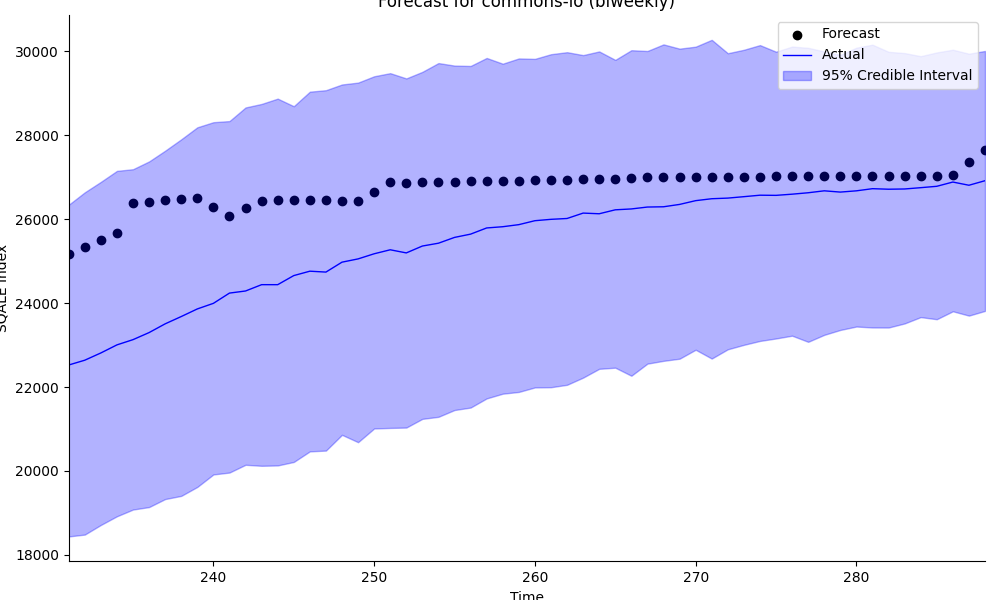 Forecast for commons-io (biweekly)
Forecast
Actual
95% Credible Interval
30000
28000
26000
24000
22000
20000
18000
SQALE Index
240
250
260
270
280
Time